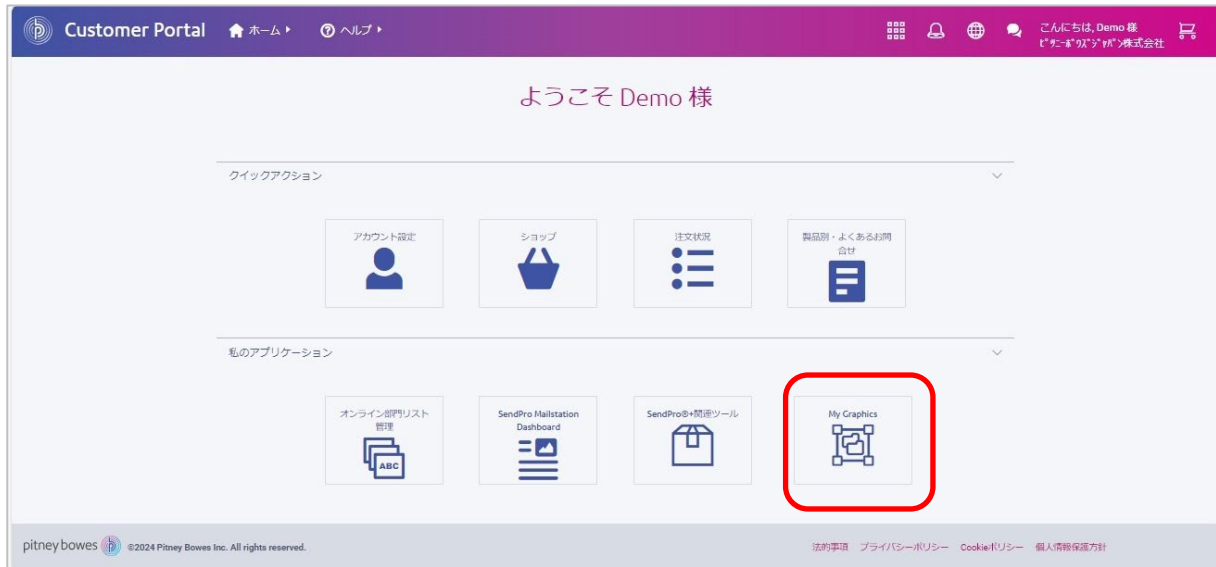 Customer Portal ホーム ヘルプ こんにちは, Demo 様
ﾋﾟﾂﾆｰﾎﾞｳｽﾞｼﾞｬﾊﾟﾝ株式会社
ようこそ Demo 様
クイックアクション
アカウント設定
ショップ
注文状況
製品別・よくあるお問
合せ
私のアプリケーション
オンライン部門リスト
管理
ABC
SendPro Mailstation
Dashboard
SendPro®+関連ツール
My Graphics
pitney bowes ©2024 Pitney Bowes Inc. All rights reserved. 法的事項 プライバシーポリシー Cookieポリシー 個人情報保護方針